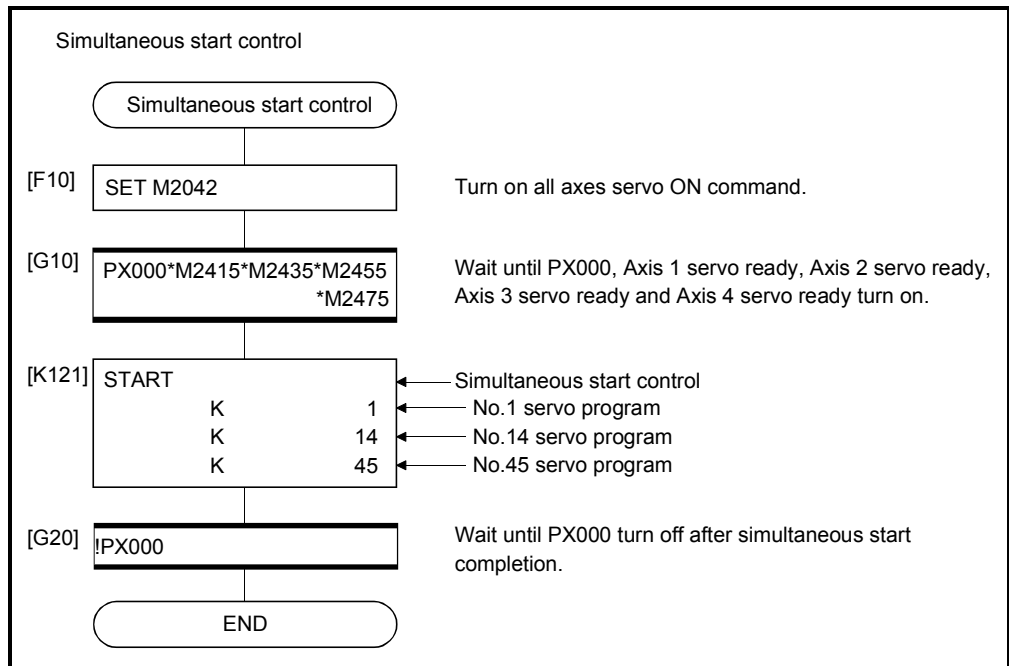 Simultaneous start control
Simultaneous start control
[F10]
SET M2042
Turn on all axes servo ON command.
[G10]
PX000*M2415*M2435*M2455
*M2475
Wait until PX000, Axis 1 servo ready, Axis 2 servo ready,
Axis 3 servo ready and Axis 4 servo ready turn on.
[K121]
START
Simultaneous start control
K 1
No.1 servo program
K 14
No.14 servo program
K 45
No.45 servo program
[G20]
!PX000
Wait until PX000 turn off after simultaneous start
completion.
END